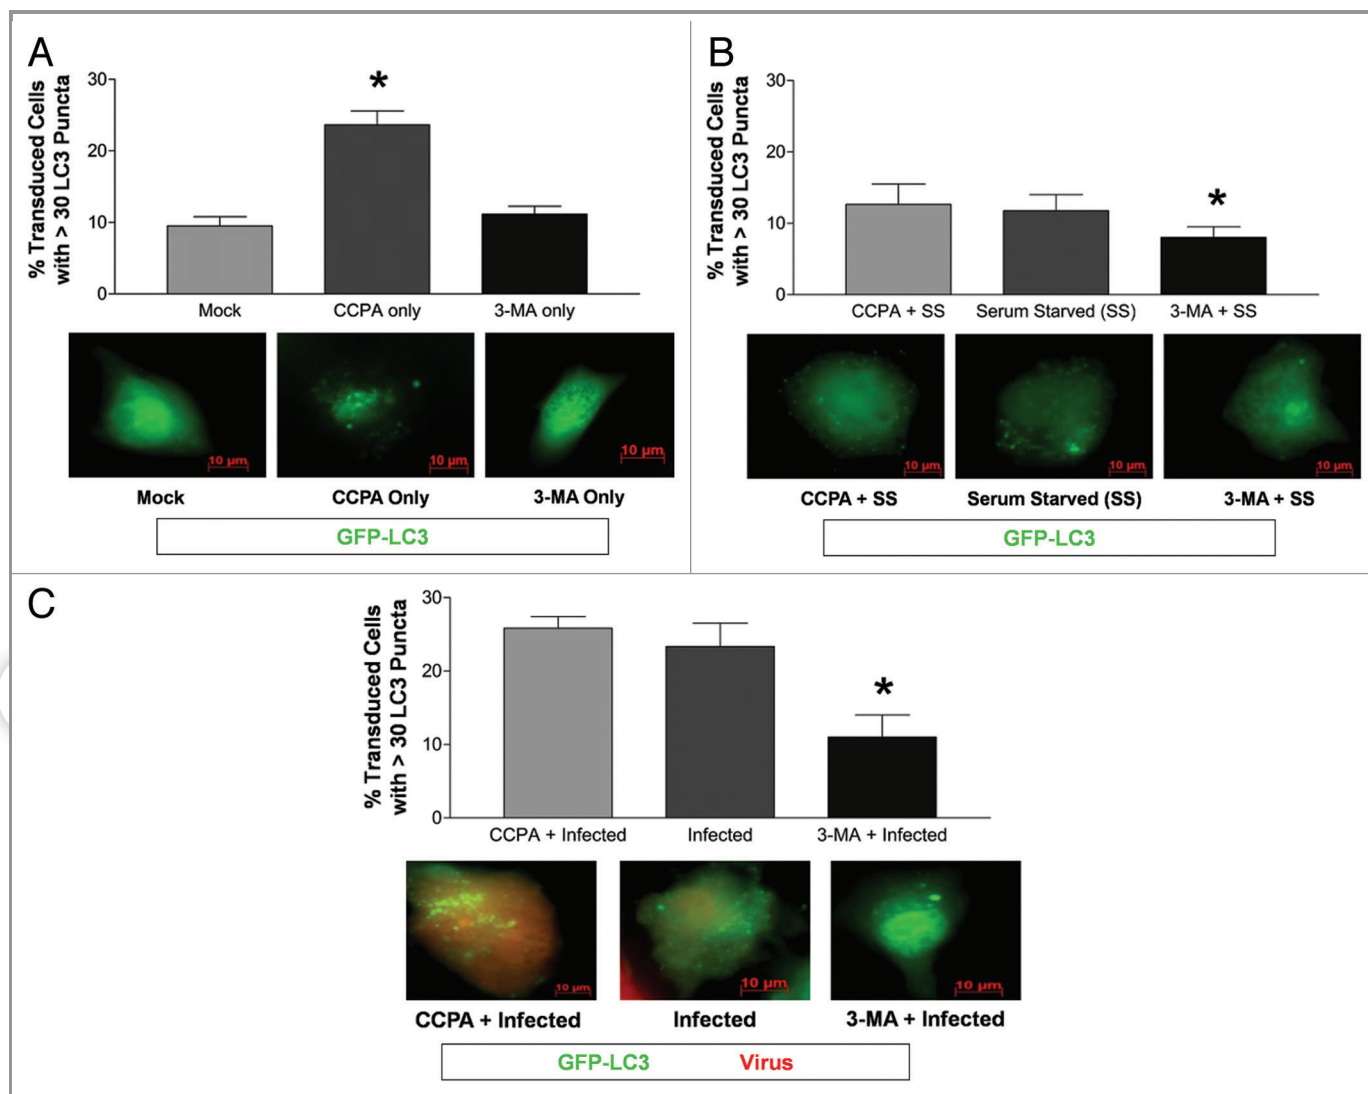 A
% Transduced Cells
with > 30 LC3 Puncta
30
20
10
0
*
Mock
CCPA only
3-MA only
10 µm
10 µm
10 µm
Mock
CCPA Only
3-MA Only
GFP-LC3
B
% Transduced Cells
with > 30 LC3 Puncta
30
20
10
0
*
CCPA + SS
Serum Starved (SS)
3-MA + SS
10 µm
10 µm
10 µm
CCPA + SS
Serum Starved (SS)
3-MA + SS
GFP-LC3
C
% Transduced Cells
with > 30 LC3 Puncta
30
20
10
0
*
CCPA + Infected
Infected
3-MA + Infected
10 µm
10 µm
10 µm
CCPA + Infected
Infected
3-MA + Infected
GFP-LC3 Virus